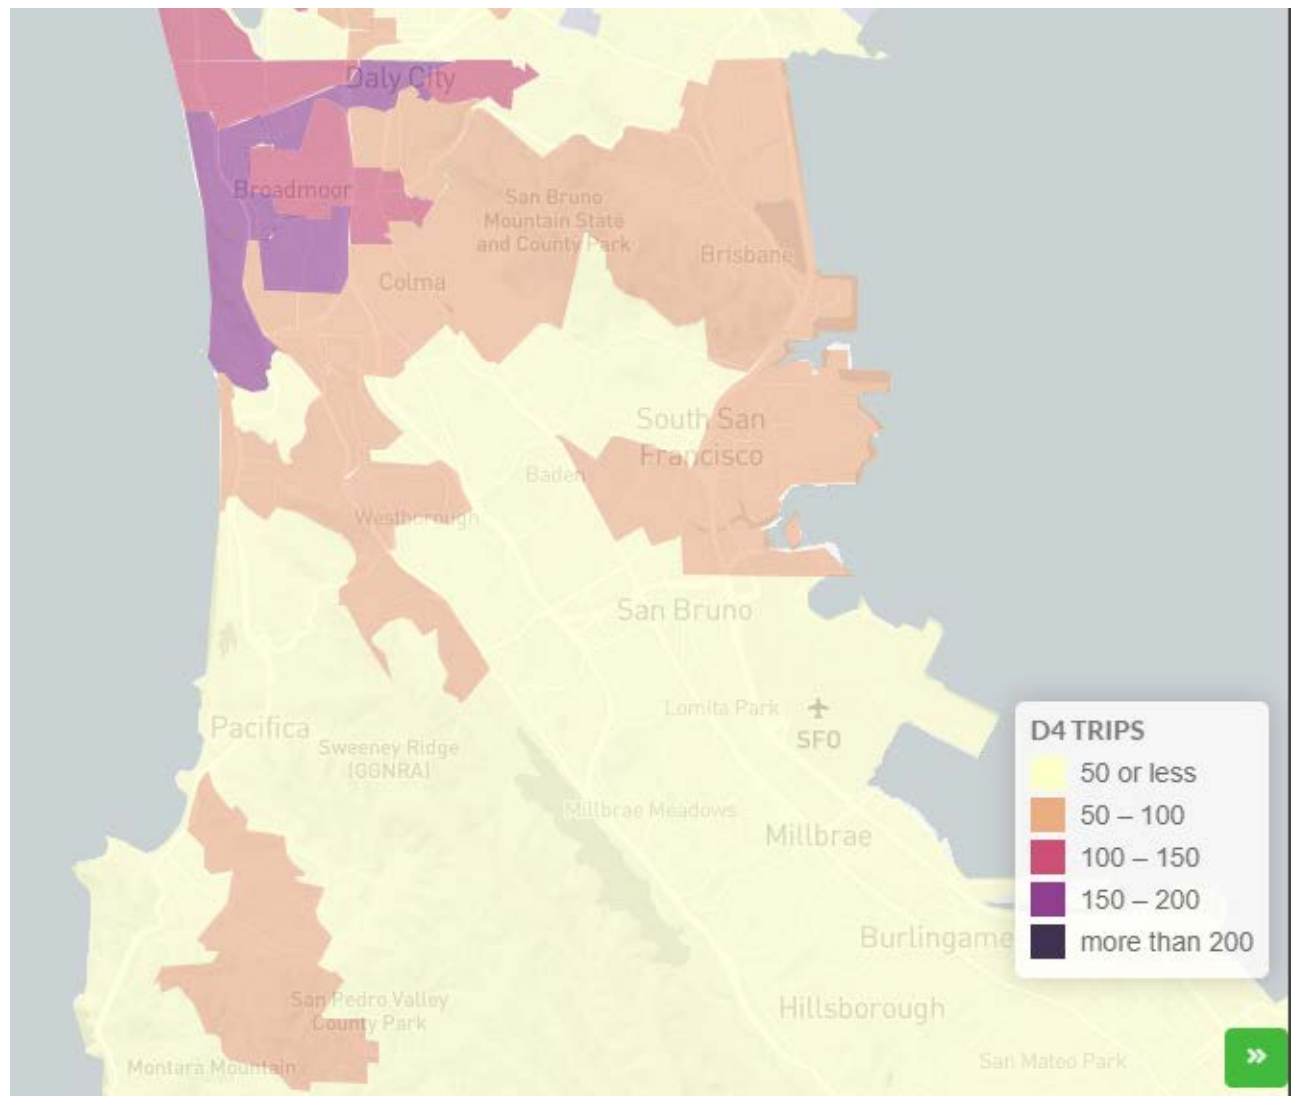 Daly City
Broadmoor
San Bruno
Mountain State
and County Park
Brisbane
Colma
South San
Francisco
Baden
Westborough
San Bruno
Lomita Park
SFO
Pacifica
Sweeney Ridge
(GGNRA)
Millbrae Meadows
Millbrae
D4 TRIPS
50 or less
50 – 100
100 – 150
150 – 200
more than 200
Burlingame
San Pedro Valley
County Park
Hillsborough
Montara Mountain
San Mateo Park
»